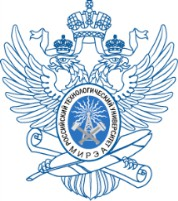 РОССИЙСКИЙ ТЕХНОЛОГИЧЕСКИЙ УНИВЕРСИТЕТ
МИРЭА